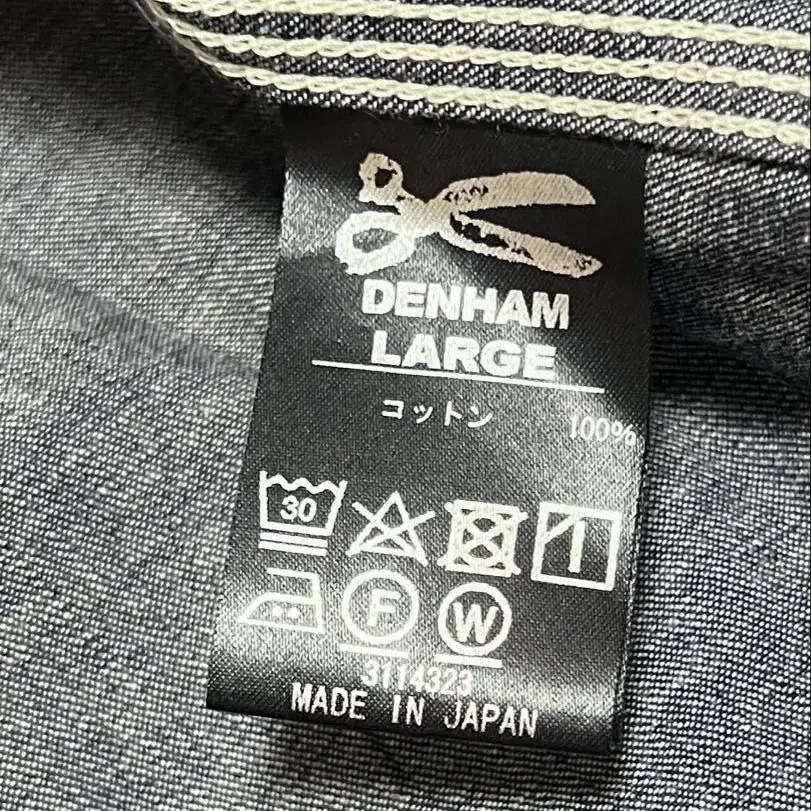 DENHAM
LARGE
コットン 100%
30
F W
3114323
MADE IN JAPAN